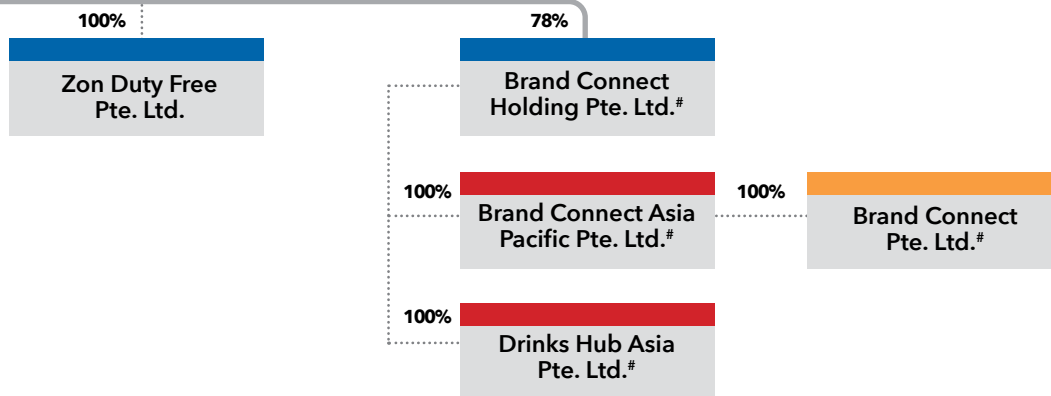 100%
78%
Zon Duty Free
Pte. Ltd.
Brand Connect
Holding Pte. Ltd.#
100%
Brand Connect Asia
Pacific Pte. Ltd.#
100%
Brand Connect
Pte. Ltd.#
100%
Drinks Hub Asia
Pte. Ltd.#